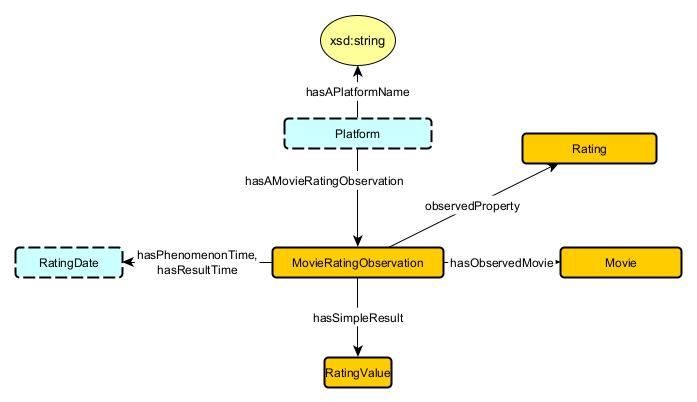 xsd:string
hasAPlatformName
Platform
Rating
hasAMovieRatingObservation
observedProperty
RatingDate
hasPhenomenonTime,
hasResultTime
MovieRatingObservation
hasObservedMovie
Movie
hasSimpleResult
RatingValue